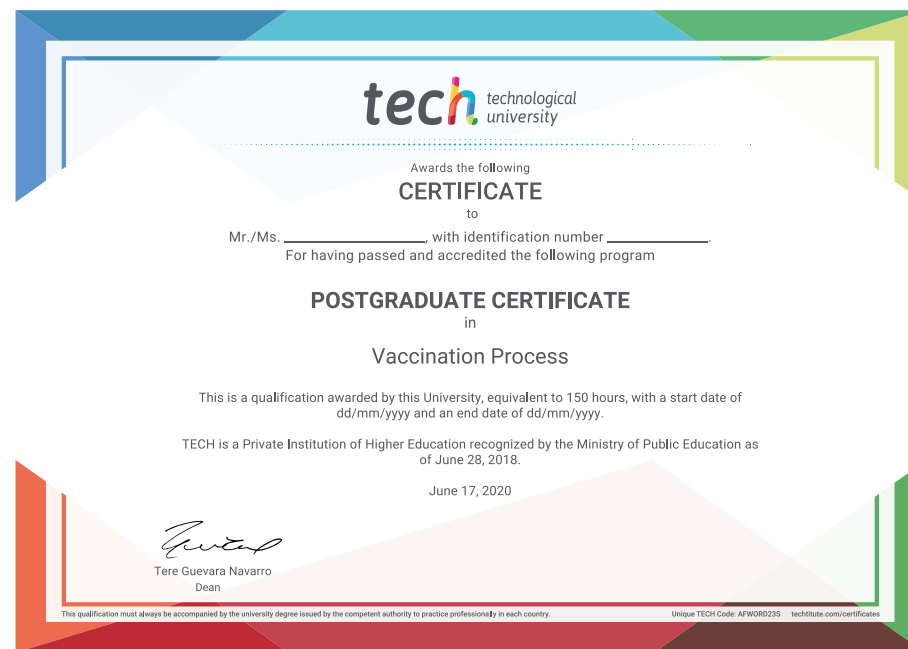 tech technological
university
Awards the following
CERTIFICATE
to
Mr./Ms. ____________________, with identification number ______________.
For having passed and accredited the following program
POSTGRADUATE CERTIFICATE
in
Vaccination Process
This is a qualification awarded by this University, equivalent to 150 hours, with a start date of
dd/mm/yyyy and an end date of dd/mm/yyyy.
TECH is a Private Institution of Higher Education recognized by the Ministry of Public Education as
of June 28, 2018.
June 17, 2020
Tere Guevara Navarro
Dean
This qualification must always be accompanied by the university degree issued by the competent authority to practice professionally in each country. Unique TECH Code: AFWORD23S techtitute.com/certificates